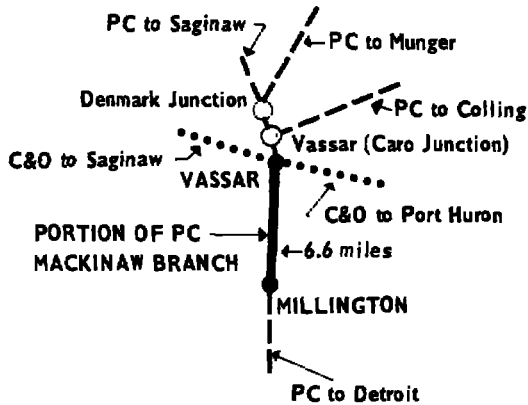 PC to Saginaw
PC to Munger
Denmark Junction
PC to Colling
Vassar (Caro Junction)
C&O to Saginaw
VASSAR
C&O to Port Huron
PORTION OF PC
MACKINAW BRANCH
6.6 miles
MILLINGTON
PC to Detroit